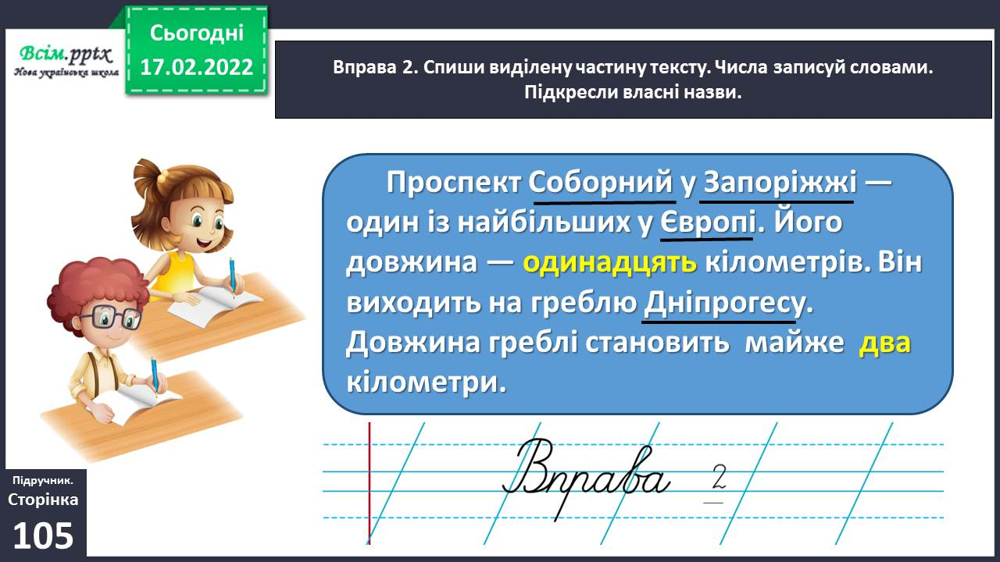 Всім.pptx
Нова українська школа
Сьогодні
17.02.2022
Вправа 2. Спиши виділену частину тексту. Числа записуй словами.
Підкресли власні назви.
Проспект Соборний у Запоріжжі —
один із найбільших у Європі. Його
довжина — одинадцять кілометрів. Він
виходить на греблю Дніпрогесу.
Довжина греблі становить майже два
кілометри.
Вправа 2
Підручник.
Сторінка
105